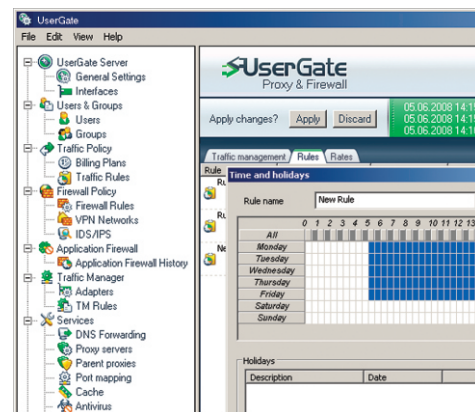 UserGate
File Edit View Help
UserGate Server
General Settings
Interfaces
Users & Groups
Users
Groups
Traffic Policy
Billing Plans
Traffic Rules
Firewall Policy
Firewall Rules
VPN Networks
IDS/IPS
Application Firewall
Application Firewall History
Traffic Manager
Adapters
TM Rules
Services
DNS Forwarding
Proxy servers
Parent proxies
Port mapping
Cache
Antivirus
UserGate
Proxy & Firewall
Apply changes? Apply Discard
05.06.2008 14:1
05.06.2008 14:1
05.06.2008 14:1
Traffic management Rules Rates
Rule
Time and holidays
Rule name New Rule
0 1 2 3 4 5 6 7 8 9 10 11 12 13
All
Monday
Tuesday
Wednesday
Thursday
Friday
Saturday
Sunday
Holidays
Description Date